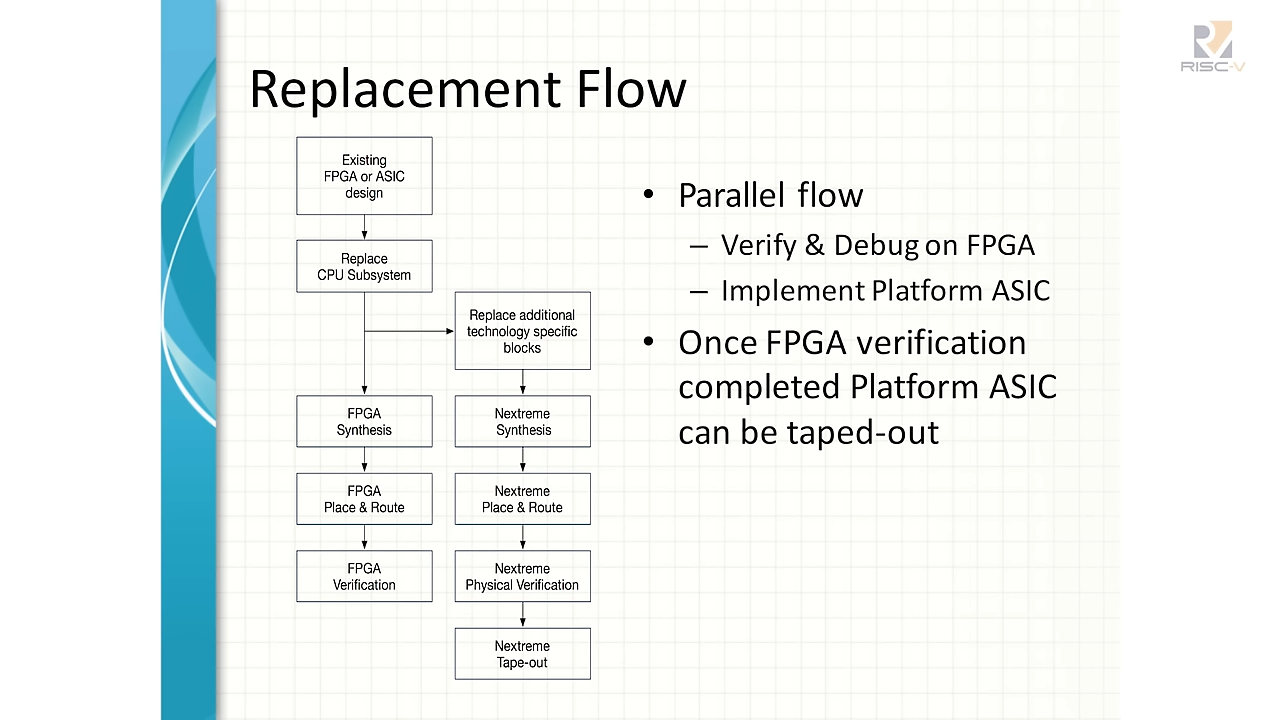 RISC-V
Replacement Flow
Existing
FPGA or ASIC
design
Replace
CPU Subsystem
Replace additional
technology specific
blocks
FPGA
Synthesis
Nextreme
Synthesis
FPGA
Place & Route
Nextreme
Place & Route
FPGA
Verification
Nextreme
Physical Verification
Nextreme
Tape-out
• Parallel flow
– Verify & Debug on FPGA
– Implement Platform ASIC
• Once FPGA verification
completed Platform ASIC
can be taped-out